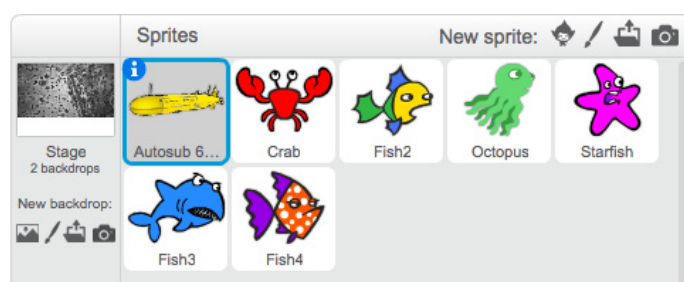 Sprites
New sprite:
Stage
2 backdrops
New backdrop:
i
Autosub 6...
Crab
Fish2
Octopus
Starfish
Fish3
Fish4